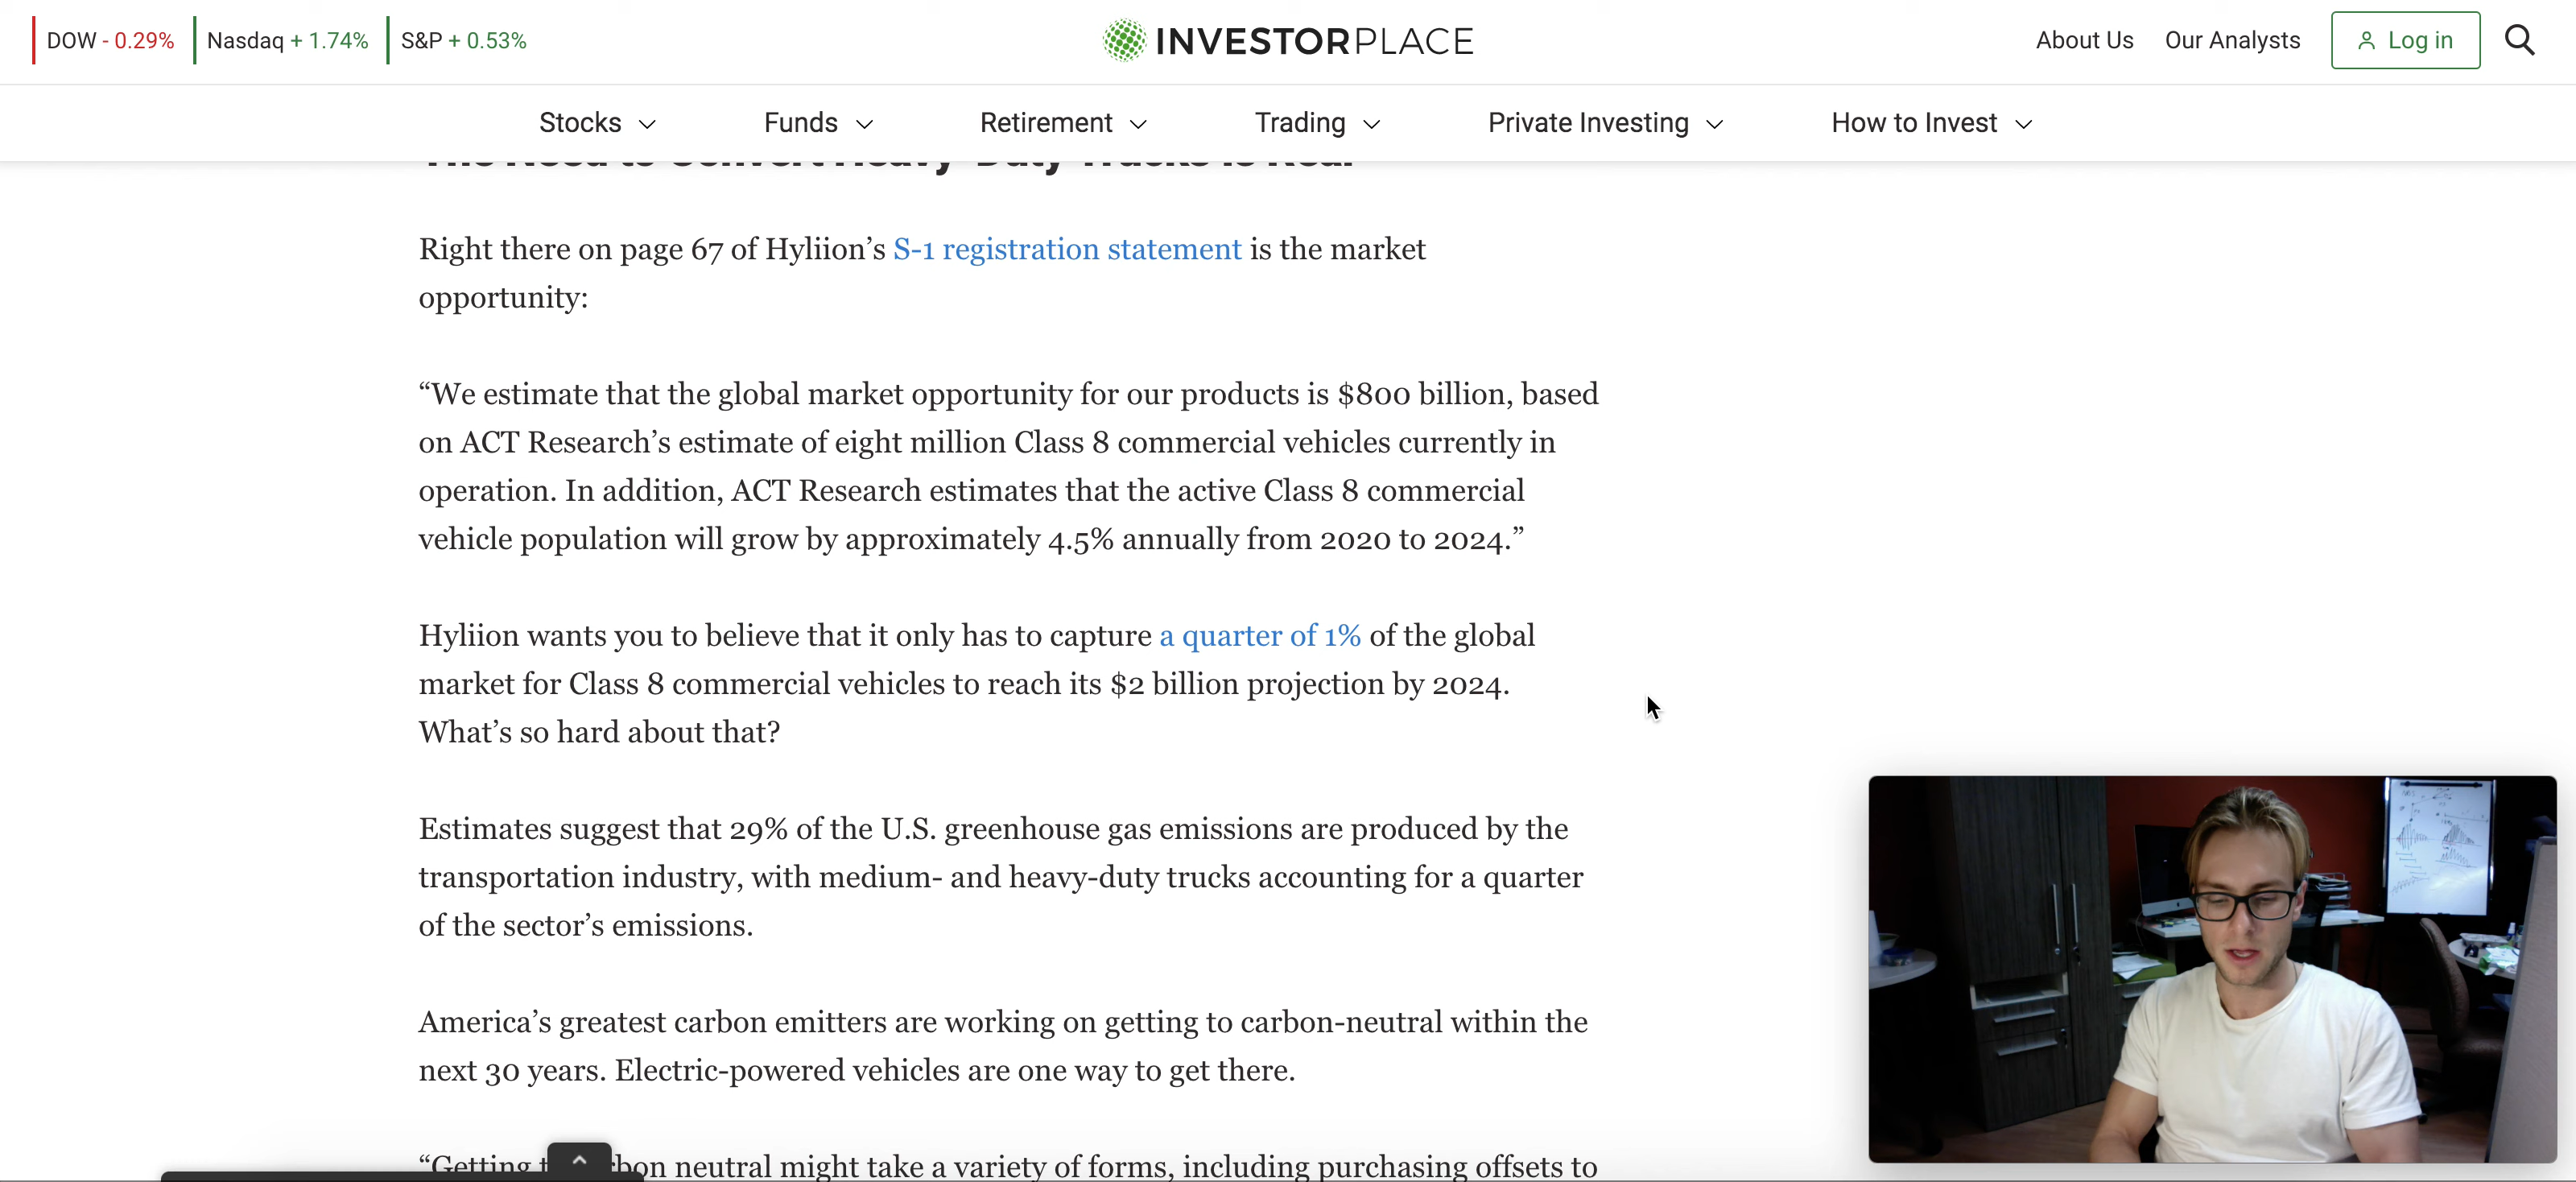 DOW - 0.29%
Nasdaq + 1.74%
S&P + 0.53%
INVESTORPLACE
About Us
Our Analysts
Log in
Stocks
Funds
Retirement
Trading
Private Investing
How to Invest
The Need to Convert Heavy-Duty Trucks Is Real
Right there on page 67 of Hyliion’s S-1 registration statement is the market
opportunity:
“We estimate that the global market opportunity for our products is $800 billion, based
on ACT Research’s estimate of eight million Class 8 commercial vehicles currently in
operation. In addition, ACT Research estimates that the active Class 8 commercial
vehicle population will grow by approximately 4.5% annually from 2020 to 2024.”
Hyliion wants you to believe that it only has to capture a quarter of 1% of the global
market for Class 8 commercial vehicles to reach its $2 billion projection by 2024.
What’s so hard about that?
Estimates suggest that 29% of the U.S. greenhouse gas emissions are produced by the
transportation industry, with medium- and heavy-duty trucks accounting for a quarter
of the sector’s emissions.
America’s greatest carbon emitters are working on getting to carbon-neutral within the
next 30 years. Electric-powered vehicles are one way to get there.
“Getting bon neutral might take a variety of forms, including purchasing offsets to